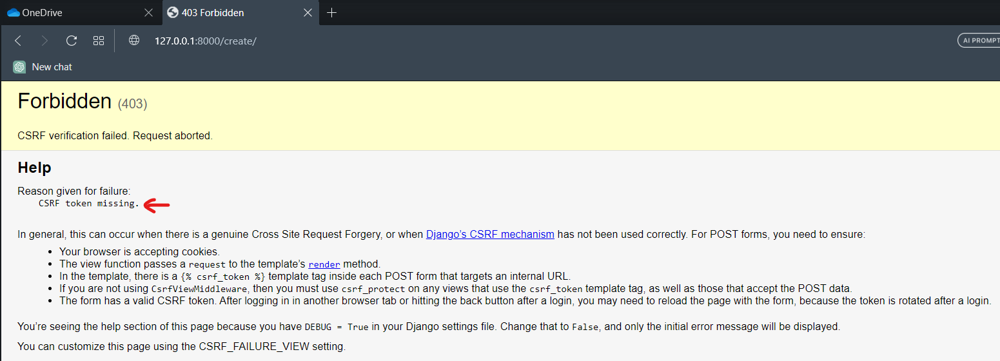 OneDrive
403 Forbidden
127.0.0.1:8000/create/
AI PROMPT
New chat
Forbidden (403)
CSRF verification failed. Request aborted.
Help
Reason given for failure:
CSRF token missing.
In general, this can occur when there is a genuine Cross Site Request Forgery, or when Django’s CSRF mechanism has not been used correctly. For POST forms, you need to ensure:
• Your browser is accepting cookies.
• The view function passes a request to the template’s render method.
• In the template, there is a {% csrf_token %} template tag inside each POST form that targets an internal URL.
• If you are not using CsrfViewMiddleware, then you must use csrf_protect on any views that use the csrf_token template tag, as well as those that accept the POST data.
• The form has a valid CSRF token. After logging in in another browser tab or hitting the back button after a login, you may need to reload the page with the form, because the token is rotated after a login.
You’re seeing the help section of this page because you have DEBUG = True in your Django settings file. Change that to False, and only the initial error message will be displayed.
You can customize this page using the CSRF_FAILURE_VIEW setting.